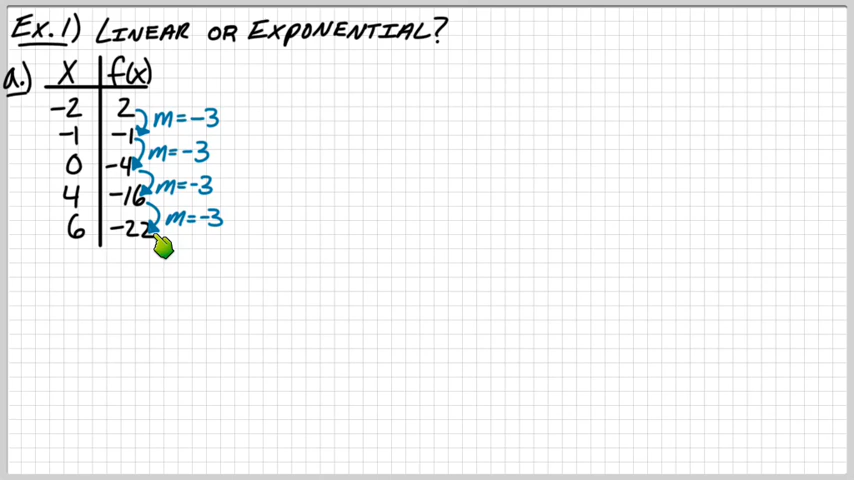 Ex. 1) LINEAR OR EXPONENTIAL?
a.) X f(x)
-2 2
m = -3
-1 -1
m = -3
0 -4
m = -3
4 -16
m = -3
6 -22